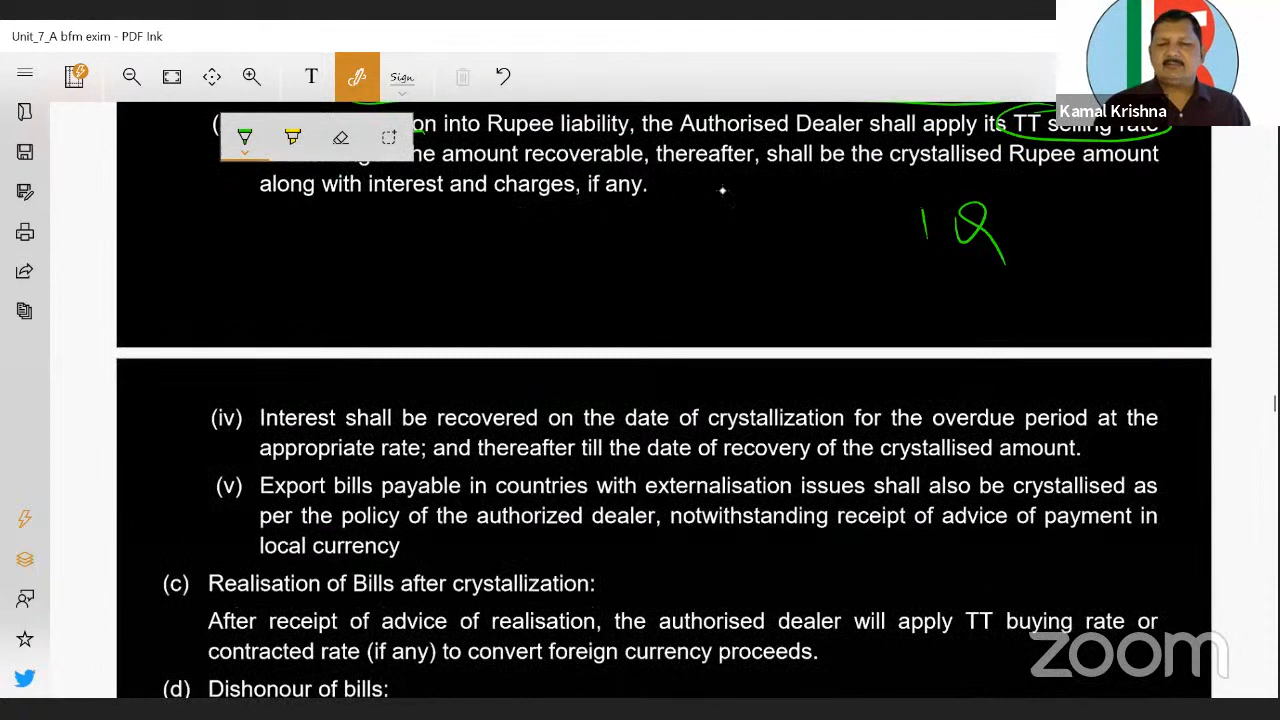 Unit_7_A bfm exim - PDF Ink
T
Sign
Kamal Krishna
on into Rupee liability, the Authorised Dealer shall apply its TT selling rate
the amount recoverable, thereafter, shall be the crystallised Rupee amount
along with interest and charges, if any.
(iv) Interest shall be recovered on the date of crystallization for the overdue period at the
appropriate rate; and thereafter till the date of recovery of the crystallised amount.
(v) Export bills payable in countries with externalisation issues shall also be crystallised as
per the policy of the authorized dealer, notwithstanding receipt of advice of payment in
local currency
(c) Realisation of Bills after crystallization:
After receipt of advice of realisation, the authorised dealer will apply TT buying rate or
contracted rate (if any) to convert foreign currency proceeds.
(d) Dishonour of bills:
zoom